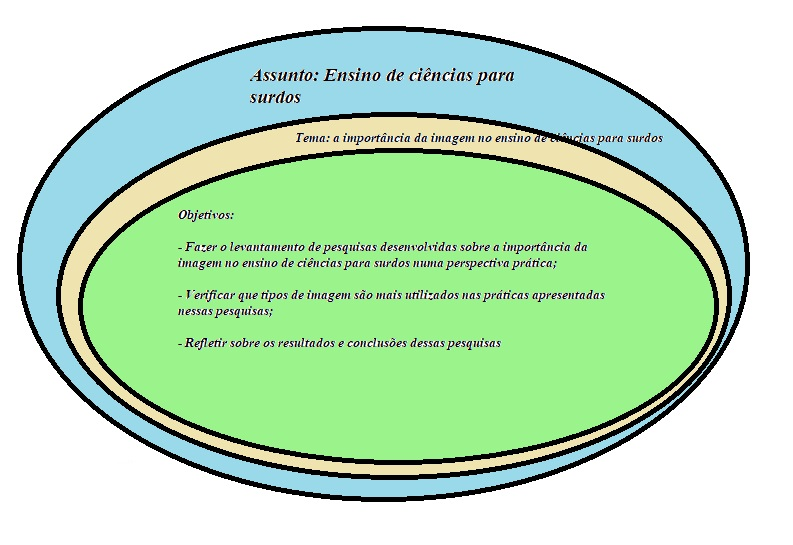 Assunto: Ensino de ciências para
surdos
Tema: a importância da imagem no ensino de ciências para surdos
Objetivos:
- Fazer o levantamento de pesquisas desenvolvidas sobre a importância da
imagem no ensino de ciências para surdos numa perspectiva prática;
- Verificar que tipos de imagem são mais utilizados nas práticas apresentadas
nessas pesquisas;
- Refletir sobre os resultados e conclusões dessas pesquisas